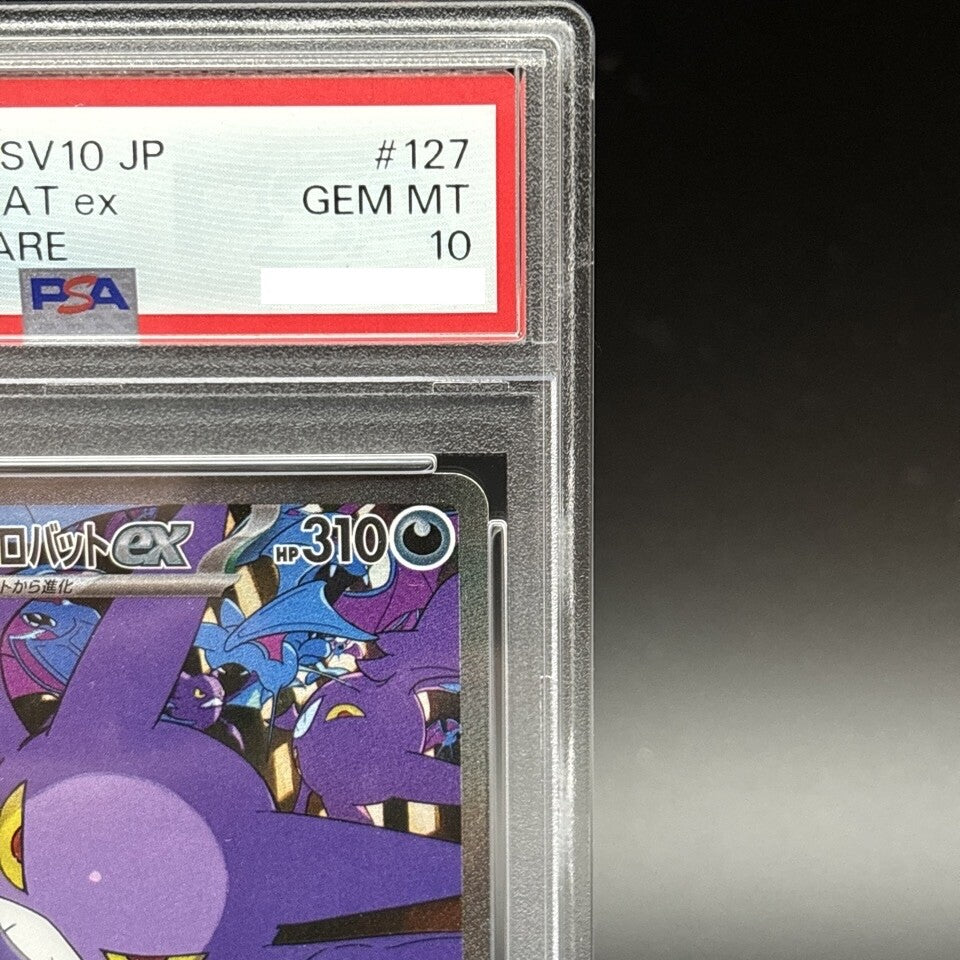 SV10 JP #127
AT ex GEM MT
ARE 10
PSA
ロバットex HP310
トから進化